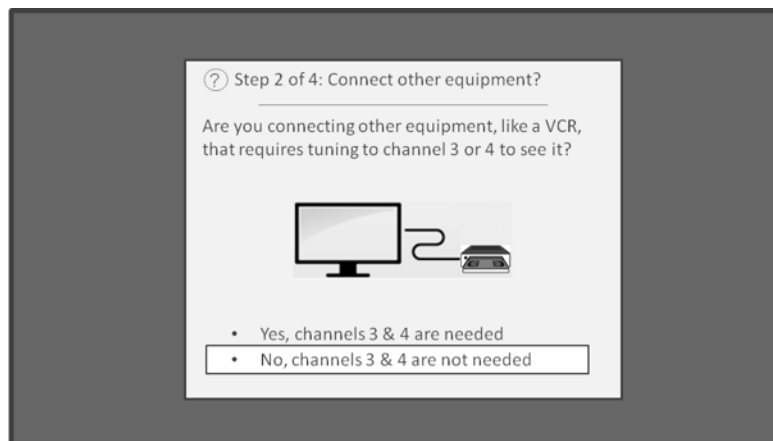 ? Step 2 of 4: Connect other equipment?
Are you connecting other equipment, like a VCR,
that requires tuning to channel 3 or 4 to see it?
• Yes, channels 3 & 4 are needed
• No, channels 3 & 4 are not needed